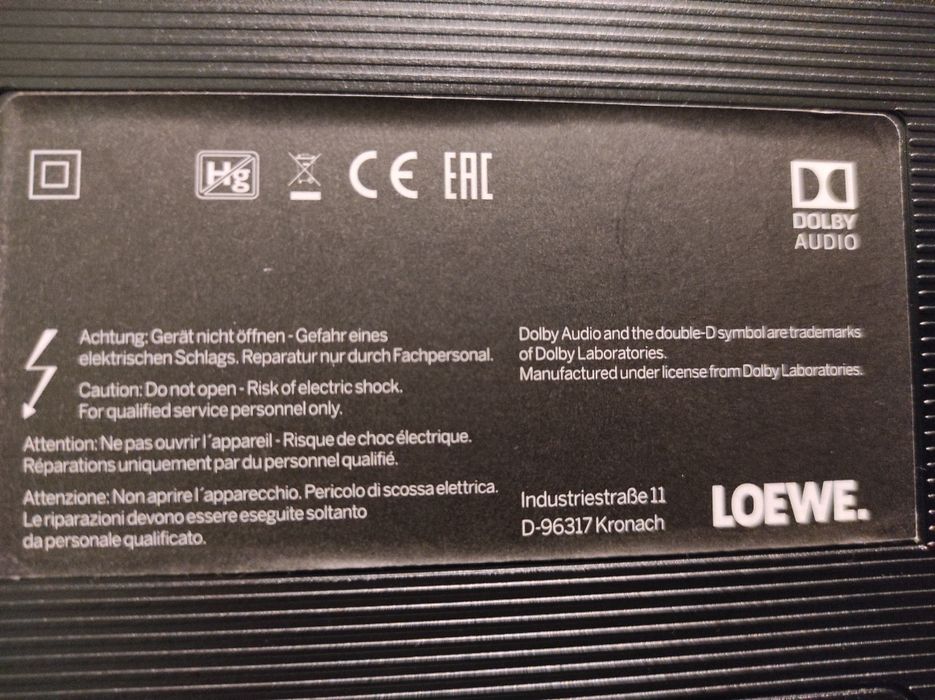 Hg
CE
EAC
DOLBY
AUDIO
Achtung: Gerät nicht öffnen - Gefahr eines
elektrischen Schlags. Reparatur nur durch Fachpersonal.
Caution: Do not open - Risk of electric shock.
For qualified service personnel only.
Attention: Ne pas ouvrir l´appareil - Risque de choc électrique.
Réparations uniquement par du personnel qualifié.
Attenzione: Non aprire l´apparecchio. Pericolo di scossa elettrica.
Le riparazioni devono essere eseguite soltanto
da personale qualificato.
Dolby Audio and the double-D symbol are trademarks
of Dolby Laboratories.
Manufactured under license from Dolby Laboratories.
Industriestraße 11
D-96317 Kronach
LOEWE.